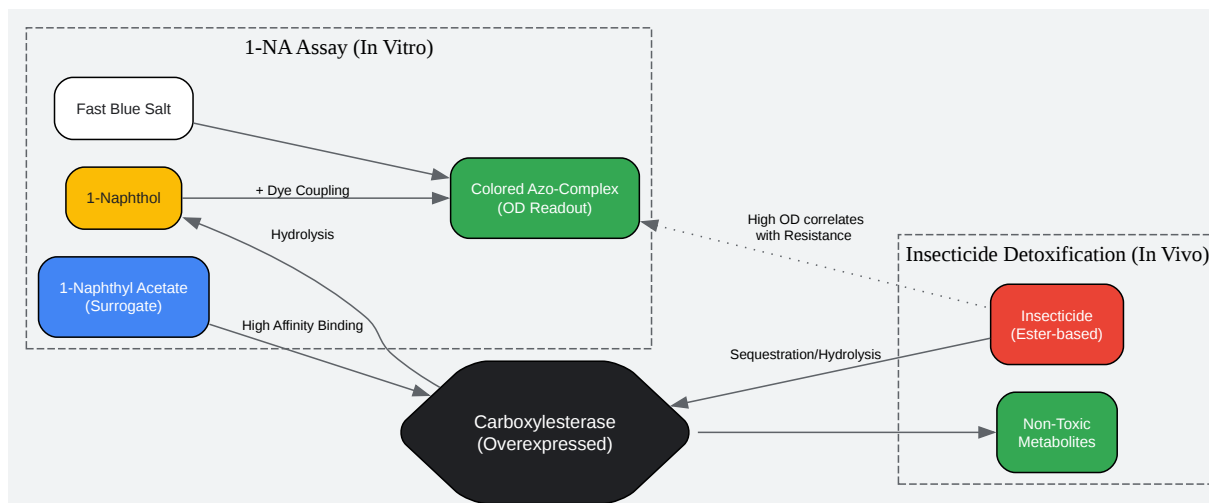 1-NA Assay (In Vitro)
Fast Blue Salt
1-Naphthol
+ Dye Coupling
Colored Azo-Complex
(OD Readout)
Hydrolysis
1-Naphthyl Acetate
(Surrogate)
High Affinity Binding
High OD correlates
with Resistance
Insecticide Detoxification (In Vivo)
Insecticide
(Ester-based)
Sequestration/Hydrolysis
Carboxylesterase
(Overexpressed)
Non-Toxic
Metabolites